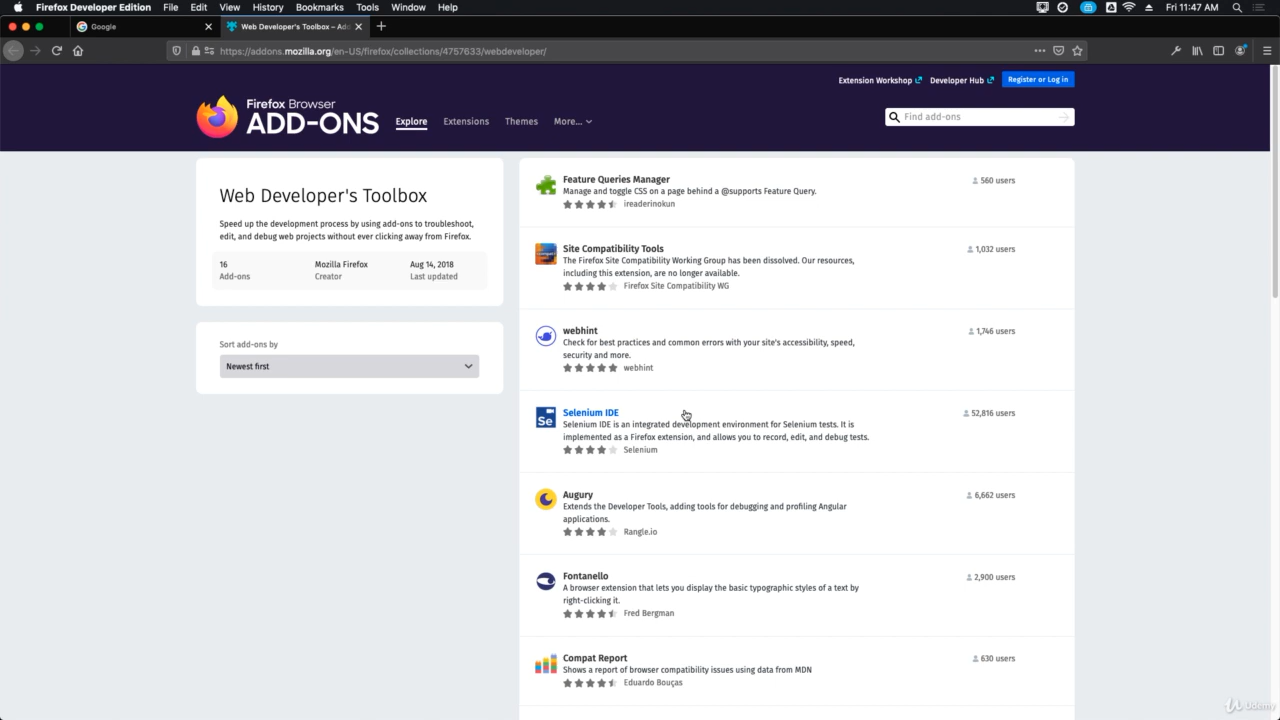 Firefox Developer Edition File Edit View History Bookmarks Tools Window Help Fri 11:47 AM
Google
Web Developer's Toolbox – Ad
https://addons.mozilla.org/en-US/firefox/collections/4757633/webdeveloper/
Extension Workshop Developer Hub Register or Log in
Firefox Browser
ADD-ONS
Explore Extensions Themes More...
Find add-ons
Web Developer's Toolbox
Speed up the development process by using add-ons to troubleshoot,
edit, and debug web projects without ever clicking away from Firefox.
16 Mozilla Firefox Aug 14, 2018
Add-ons Creator Last updated
Sort add-ons by
Newest first
Feature Queries Manager
560 users
Manage and toggle CSS on a page behind a @supports Feature Query.
ireaderinokun
Site Compatibility Tools
1,032 users
The Firefox Site Compatibility Working Group has been dissolved. Our resources,
including this extension, are no longer available.
Firefox Site Compatibility WG
webhint
1,746 users
Check for best practices and common errors with your site's accessibility, speed,
security and more.
webhint
Se
Selenium IDE
52,816 users
Selenium IDE is an integrated development environment for Selenium tests. It is
implemented as a Firefox extension, and allows you to record, edit, and debug tests.
Selenium
Augury
6,662 users
Extends the Developer Tools, adding tools for debugging and profiling Angular
applications.
Rangle.io
Fontanello
2,900 users
A browser extension that lets you display the basic typographic styles of a text by
right-clicking it.
Fred Bergman
Compat Report
630 users
Shows a report of browser compatibility issues using data from MDN
Eduardo Bouças
Udemy